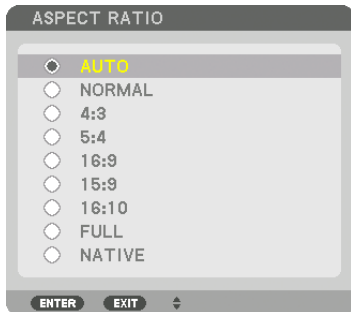 ASPECT RATIO
AUTO
NORMAL
4:3
5:4
16:9
15:9
16:10
FULL
NATIVE
ENTER EXIT